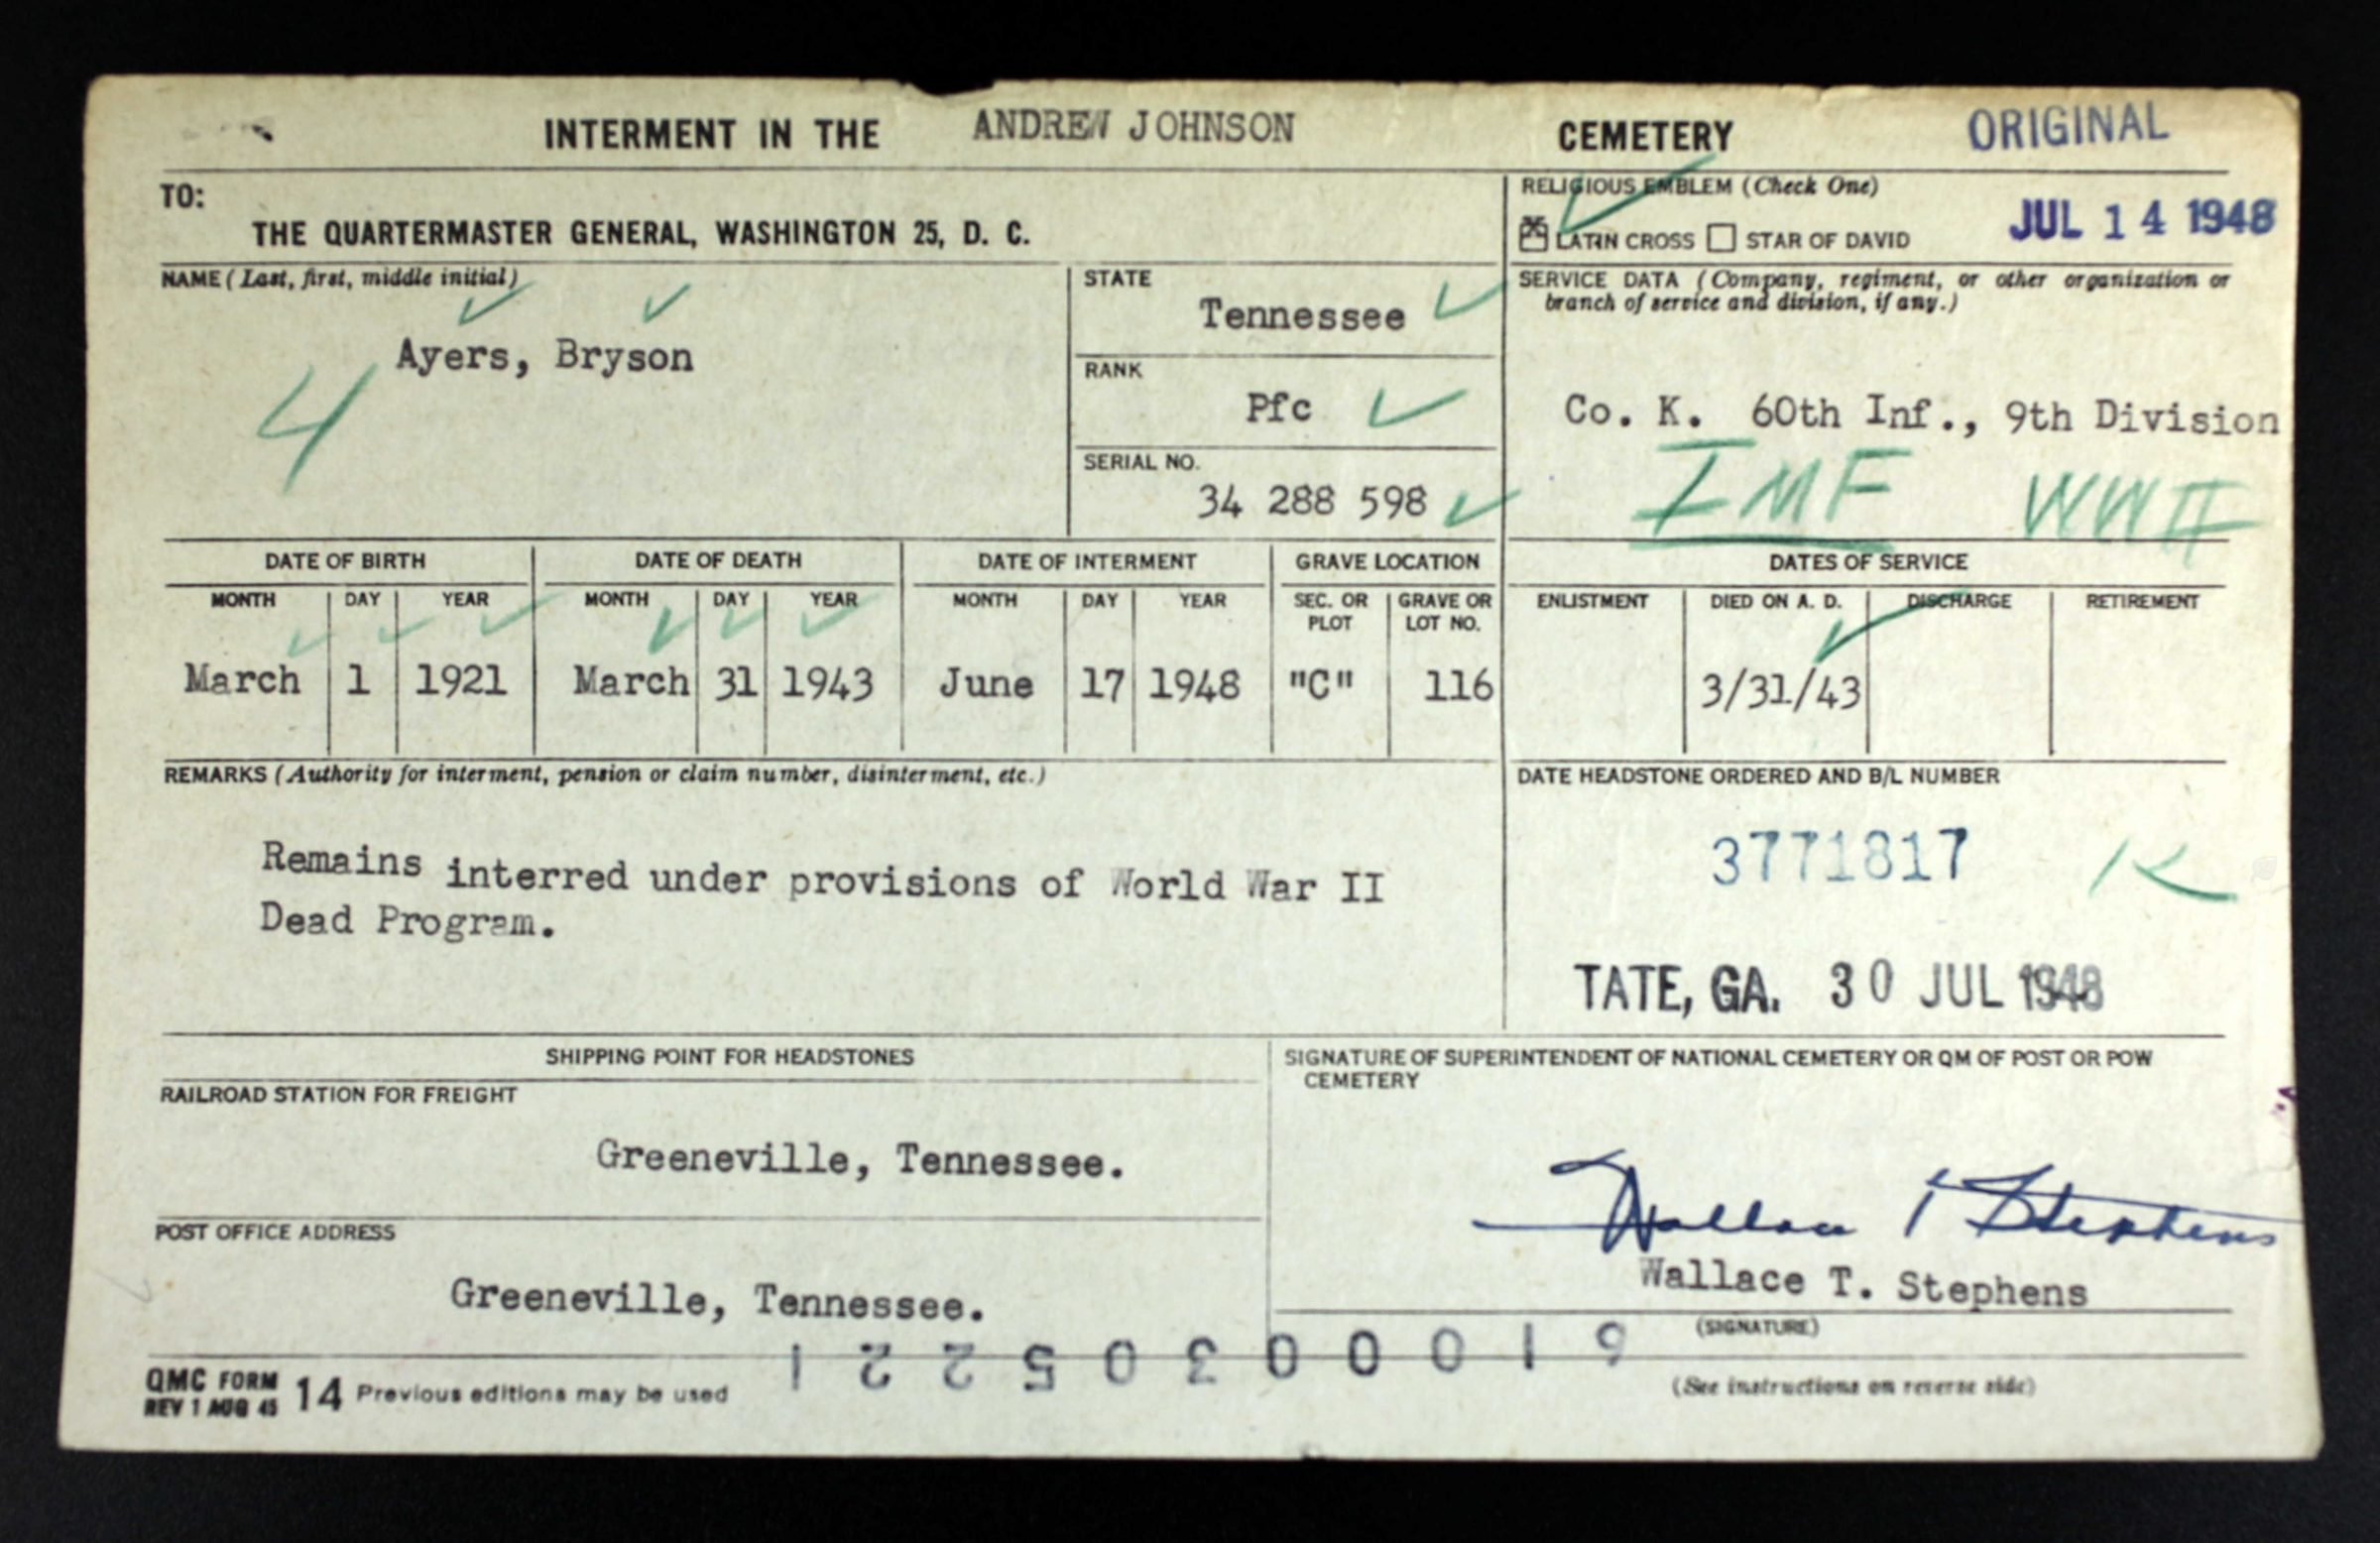 INTERMENT IN THE ANDREW JOHNSON CEMETERY ORIGINAL
TO:
THE QUARTERMASTER GENERAL, WASHINGTON 25, D. C.
RELIGIOUS EMBLEM (Check One)
LATIN CROSS STAR OF DAVID
JUL 14 1948
NAME (Last, first, middle initial)
Ayers, Bryson
4
STATE
Tennessee
RANK
Pfc
SERIAL NO.
34 288 598
SERVICE DATA (Company, regiment, or other organization or
branch of service and division, if any.)
Co. K. 60th Inf., 9th Division
IMF WWII
DATE OF BIRTH DATE OF DEATH DATE OF INTERMENT GRAVE LOCATION DATES OF SERVICE
MONTH DAY YEAR MONTH DAY YEAR MONTH DAY YEAR SEC. OR PLOT GRAVE OR LOT NO. ENLISTMENT DIED ON A. D. DISCHARGE RETIREMENT
March 1 1921 March 31 1943 June 17 1948 "C" 116 3/31/43
REMARKS (Authority for interment, pension or claim number, disinterment, etc.)
Remains interred under provisions of World War II
Dead Program.
DATE HEADSTONE ORDERED AND B/L NUMBER
3771817 K
TATE, GA. 30 JUL 1948
SHIPPING POINT FOR HEADSTONES
RAILROAD STATION FOR FREIGHT
Greeneville, Tennessee.
POST OFFICE ADDRESS
Greeneville, Tennessee.
SIGNATURE OF SUPERINTENDENT OF NATIONAL CEMETERY OR QM OF POST OR POW
CEMETERY
Wallace T Stephens
Wallace T. Stephens
(SIGNATURE)
61000305221
QMC FORM
REV 1 AUG 45 14 Previous editions may be used
(See instructions on reverse side)